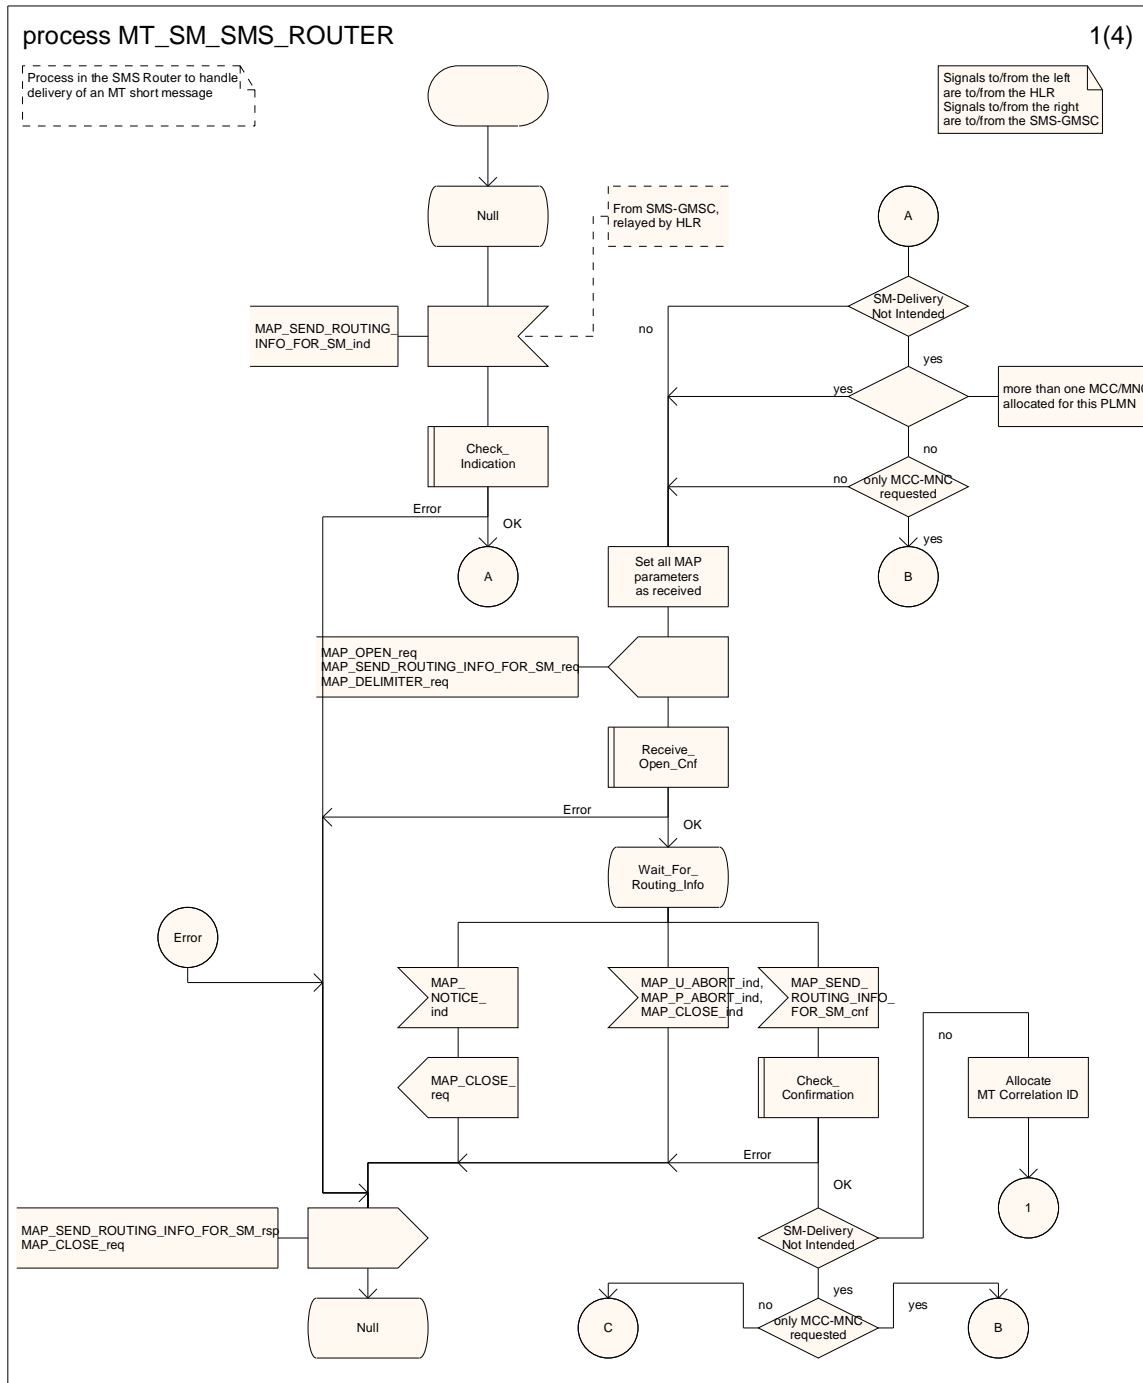 process MT_SM_SMS_ROUTER
1(4)
Process in the SMS Router to handle
delivery of an MT short message
Signals to/from the left
are to/from the HLR
Signals to/from the right
are to/from the SMS-GMSC
Null
From SMS-GMSC,
relayed by HLR
A
SM-Delivery
Not Intended
no
MAP_SEND_ROUTING_
INFO_FOR_SM_ind
yes
yes
more than one MCC/MNC
allocated for this PLMN
Check_
Indication
no
no
only MCC-MNC
requested
Error
OK
yes
A
Set all MAP
parameters
as received
B
MAP_OPEN_req
MAP_SEND_ROUTING_INFO_FOR_SM_req
MAP_DELIMITER_req
Receive_
Open_Cnf
Error
OK
Wait_For_
Routing_Info
Error
MAP_
NOTICE_
ind
MAP_U_ABORT_ind,
MAP_P_ABORT_ind,
MAP_CLOSE_ind
MAP_SEND_
ROUTING_INFO_
FOR_SM_cnf
no
MAP_CLOSE_
req
Check_
Confirmation
Allocate
MT Correlation ID
Error
OK
1
MAP_SEND_ROUTING_INFO_FOR_SM_rsp
MAP_CLOSE_req
SM-Delivery
Not Intended
yes
no
yes
Null
C
only MCC-MNC
requested
B